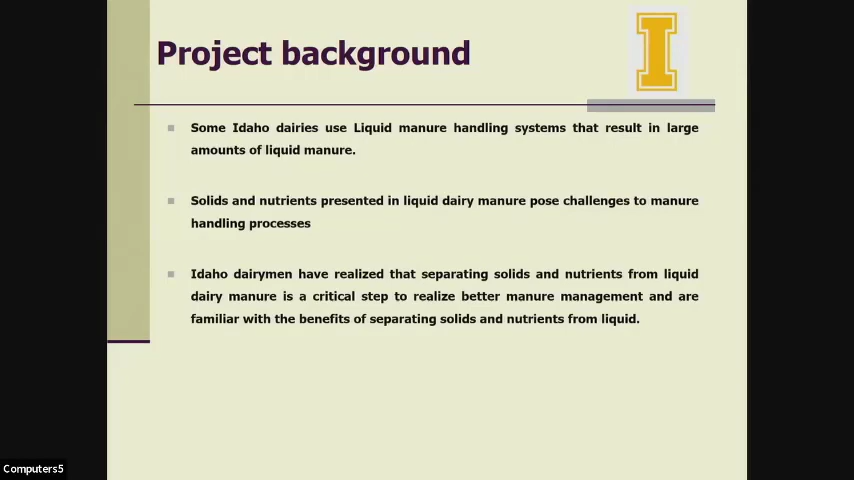 Project background
I
Some Idaho dairies use Liquid manure handling systems that result in large
amounts of liquid manure.
Solids and nutrients presented in liquid dairy manure pose challenges to manure
handling processes
Idaho dairymen have realized that separating solids and nutrients from liquid
dairy manure is a critical step to realize better manure management and are
familiar with the benefits of separating solids and nutrients from liquid.
Computers5